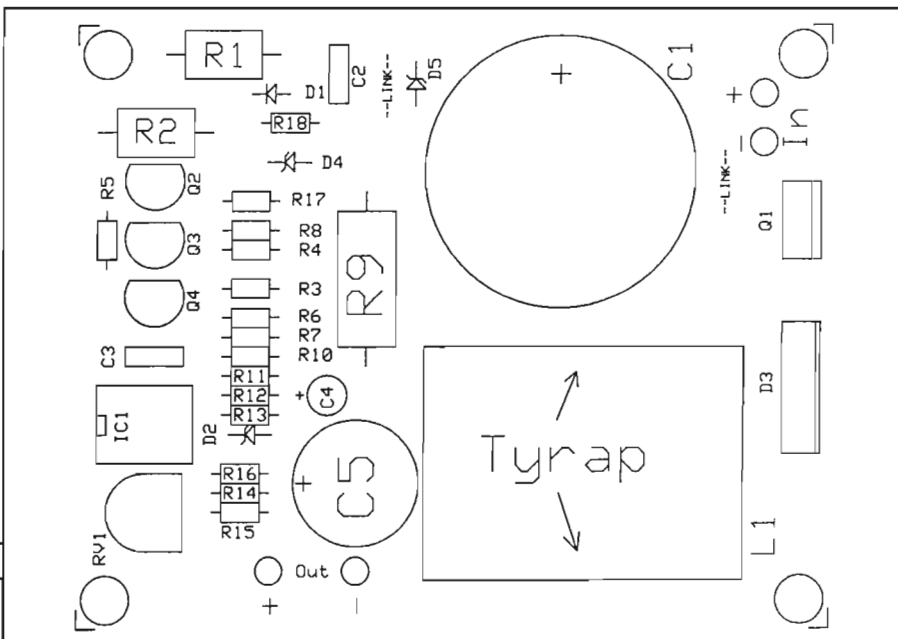 R1
D1
C2
--LINK--
D5
+
C1
+
In
−
--LINK--
R18
R2
D4
R5
Q2
R17
Q1
Q3
R8
R4
R9
Q4
R3
R6
R7
C3
R10
R11
R12
+ C4
R13
D3
IC1
D2
Tyrap
+ C5
R16
R14
R15
RV1
L1
Out
+ −